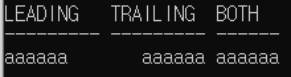 LEADING TRAILING BOTH
------- -------- ------
aaaaaa aaaaaa aaaaaa